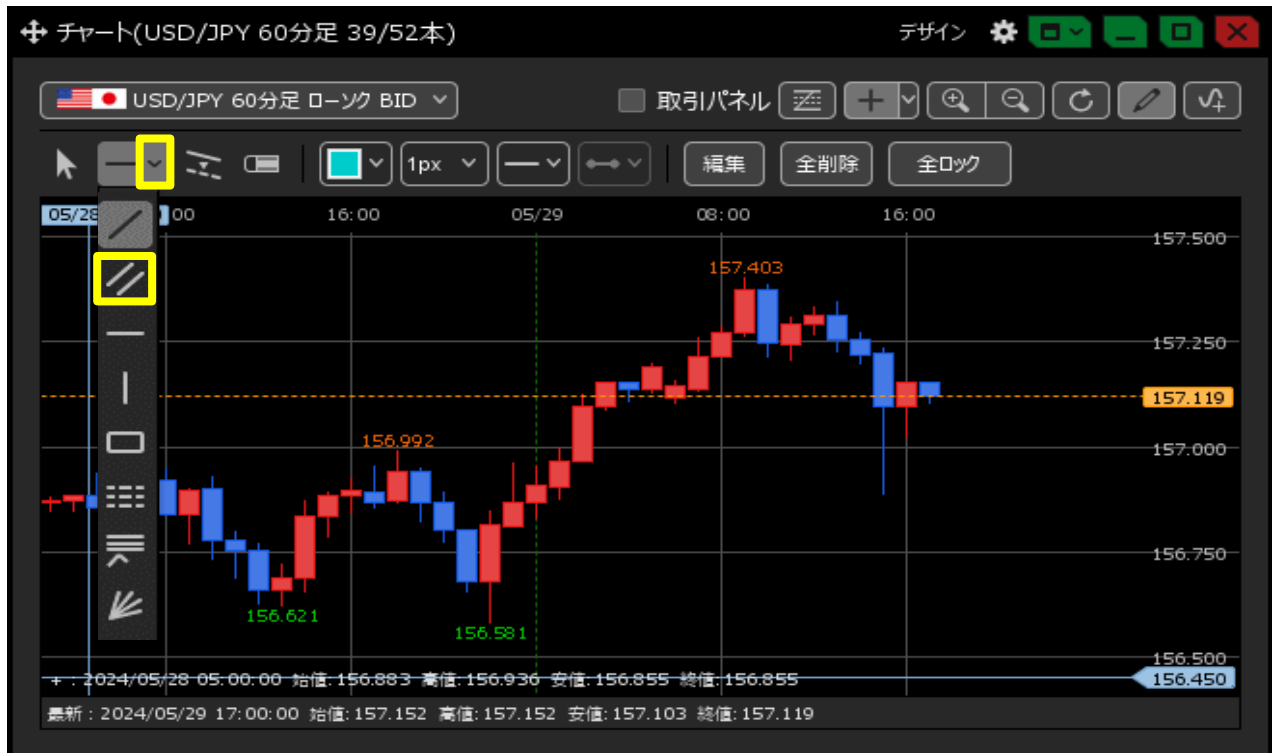 チャート(USD/JPY 60分足 39/52本) デザイン
USD/JPY 60分足 ローソク BID 取引パネル
1px 編集 全削除 全ロック
05/28 00 16:00 05/29 08:00 16:00
157.500
157.403
157.250
157.119
156.992
157.000
156.750
156.621
156.581
156.500
+ : 2024/05/28 05:00:00 始値:156.883 高値:156.936 安値:156.855 終値:156.855
156.450
最新 : 2024/05/29 17:00:00 始値:157.152 高値:157.152 安値:157.103 終値:157.119